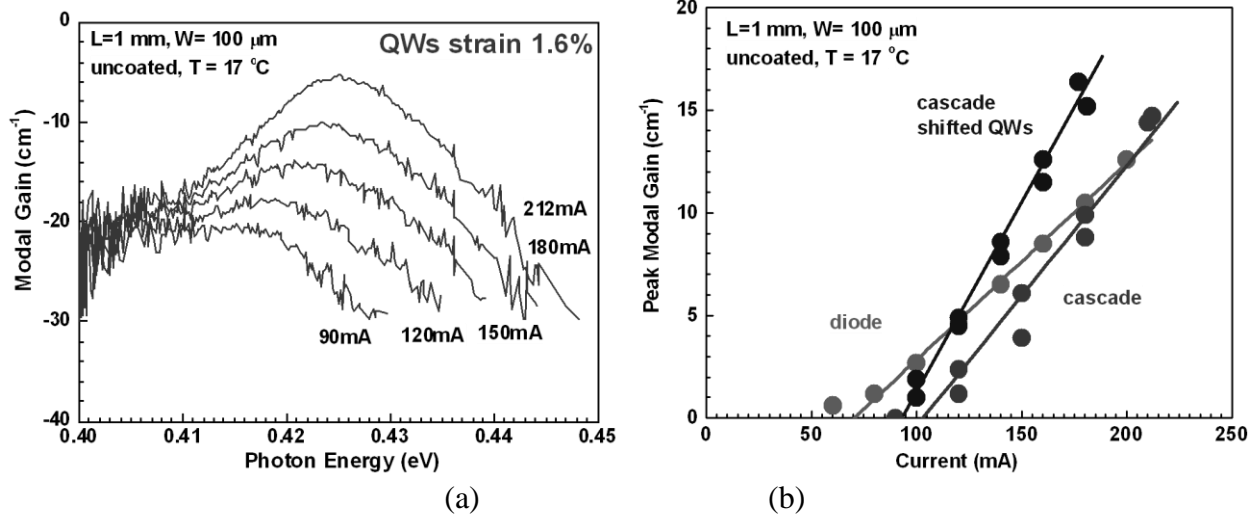 L=1 mm, W= 100 μm
uncoated, T = 17 °C
QWs strain 1.6%
Modal Gain (cm⁻¹)
0
-10
-20
-30
-40
212mA
180mA
150mA
120mA
90mA
0.40 0.41 0.42 0.43 0.44 0.45
Photon Energy (eV)
(a)
L=1 mm, W= 100 μm
uncoated, T = 17 °C
Peak Modal Gain (cm⁻¹)
20
15
10
5
0
cascade
shifted QWs
diode
cascade
0 50 100 150 200 250
Current (mA)
(b)